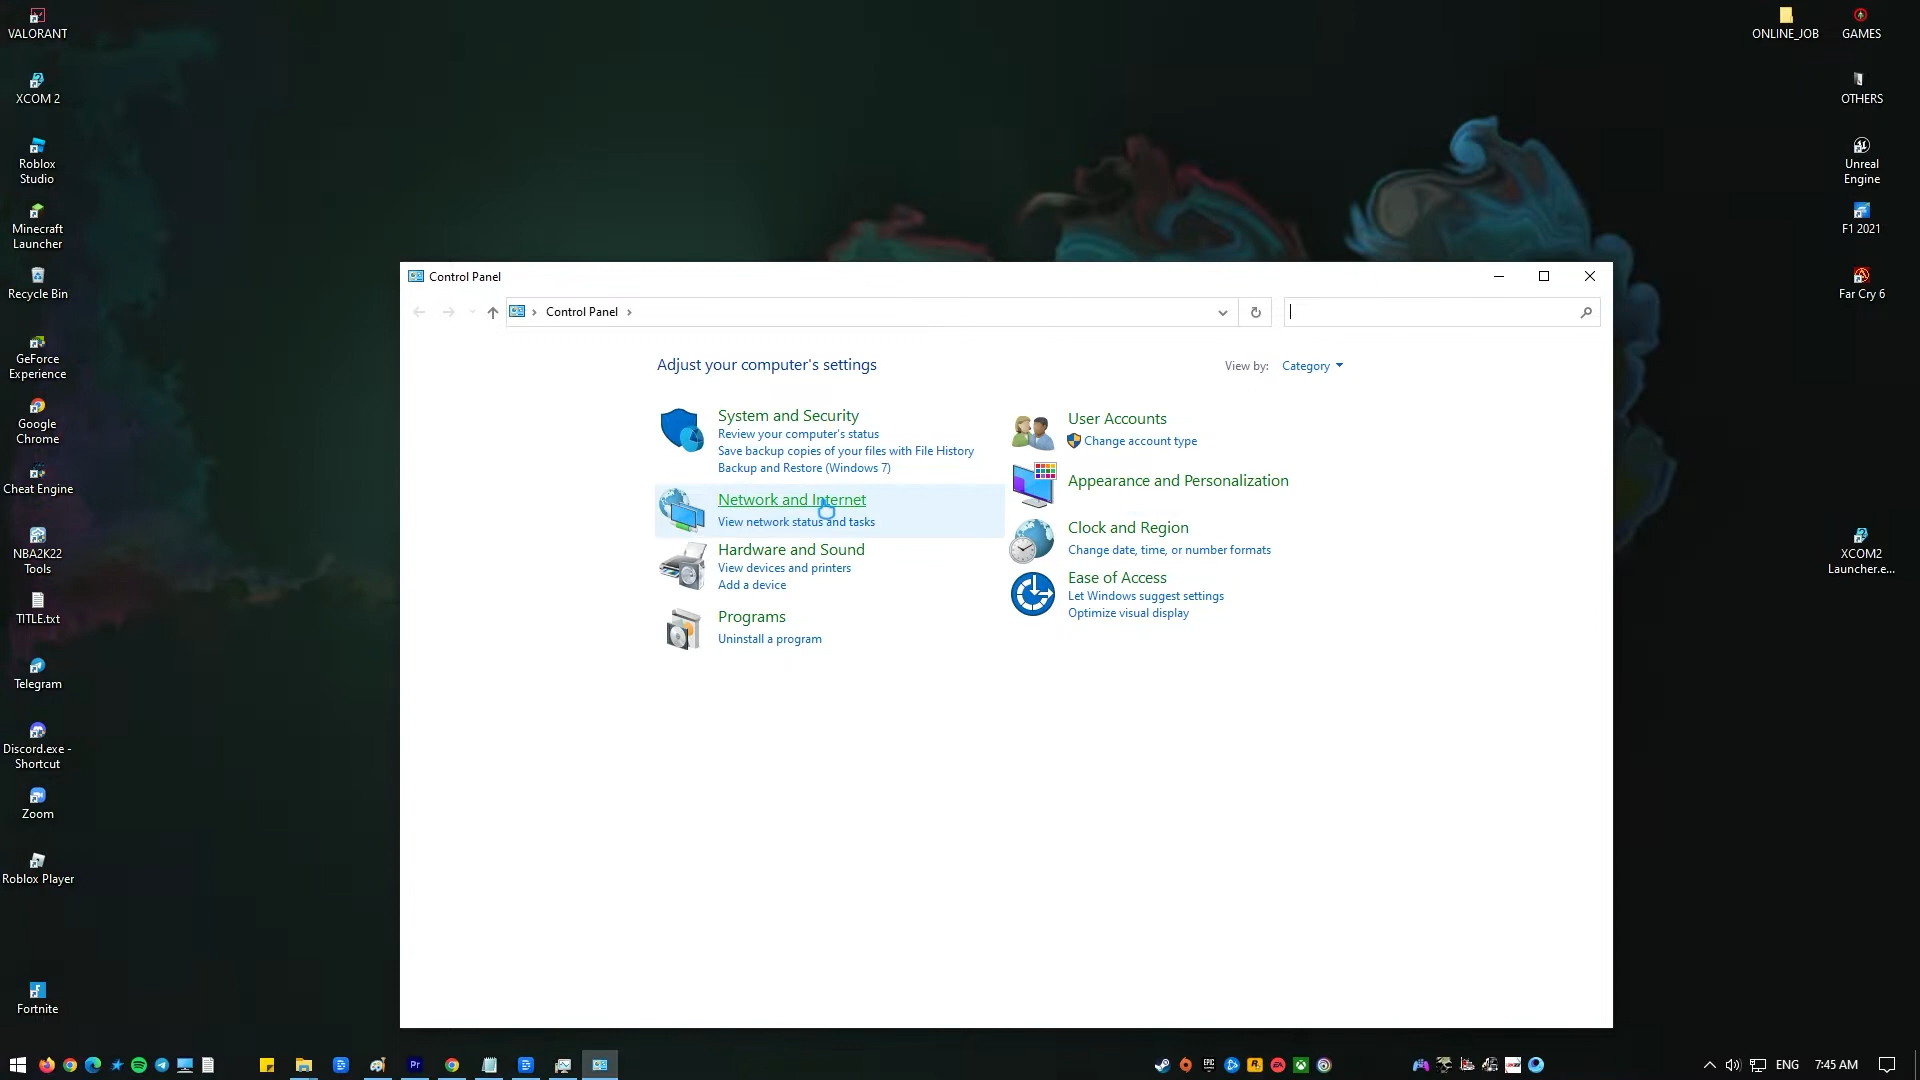 VALORANT
XCOM 2
Roblox
Studio
Minecraft
Launcher
Recycle Bin
GeForce
Experience
Google
Chrome
Cheat Engine
NBA2K22
Tools
TITLE.txt
Telegram
Discord.exe -
Shortcut
Zoom
Roblox Player
Fortnite
Control Panel
Control Panel
Adjust your computer's settings
View by: Category
System and Security
Review your computer's status
Save backup copies of your files with File History
Backup and Restore (Windows 7)
Network and Internet
View network status and tasks
Hardware and Sound
View devices and printers
Add a device
Programs
Uninstall a program
User Accounts
Change account type
Appearance and Personalization
Clock and Region
Change date, time, or number formats
Ease of Access
Let Windows suggest settings
Optimize visual display
ONLINE_JOB
GAMES
OTHERS
Unreal
Engine
F1 2021
Far Cry 6
XCOM2
Launcher.e...
Pr
EPIC
ENG
7:45 AM